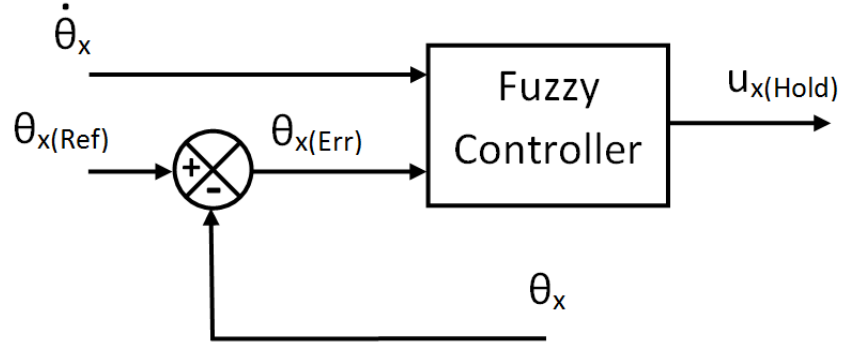 θ̇x
θx(Ref)
+
-
θx(Err)
Fuzzy
Controller
ux(Hold)
θx